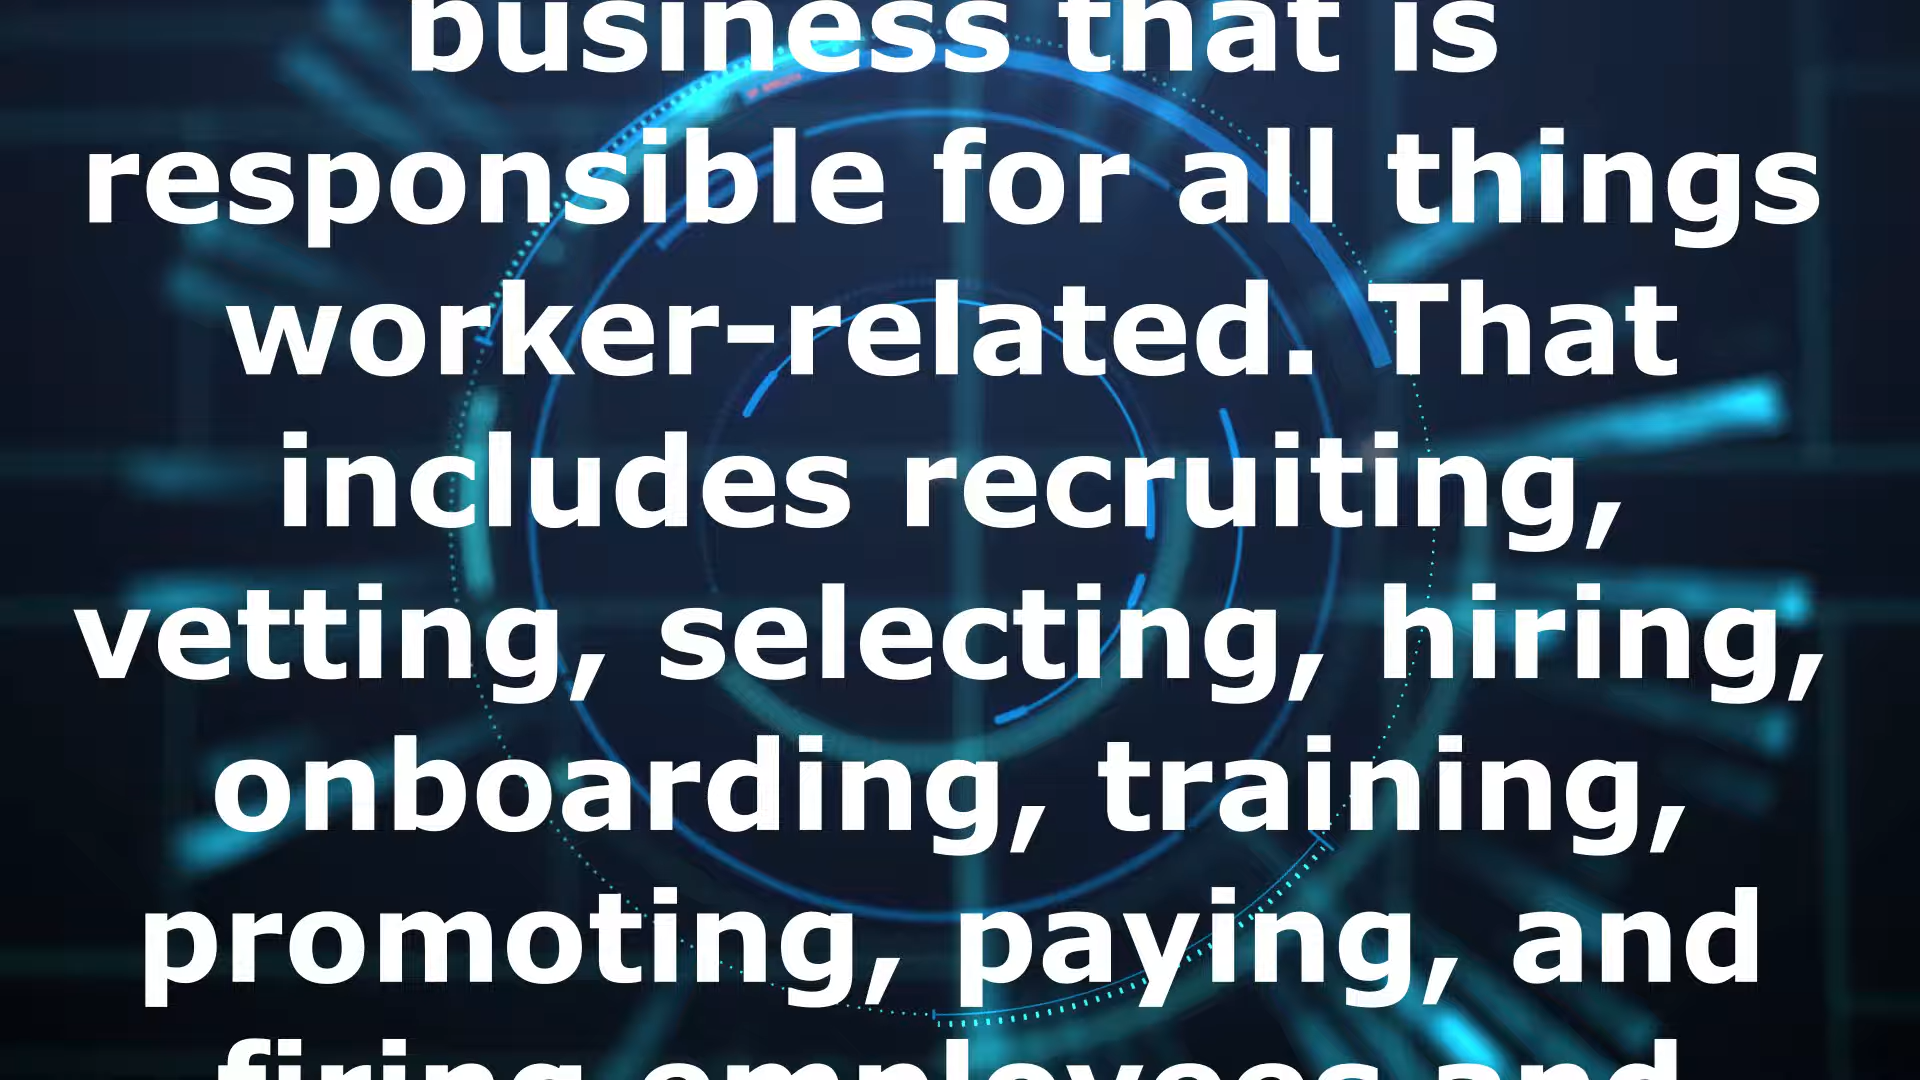 business that is
responsible for all things
worker-related. That
includes recruiting,
vetting, selecting, hiring,
onboarding, training,
promoting, paying, and
firing employees and